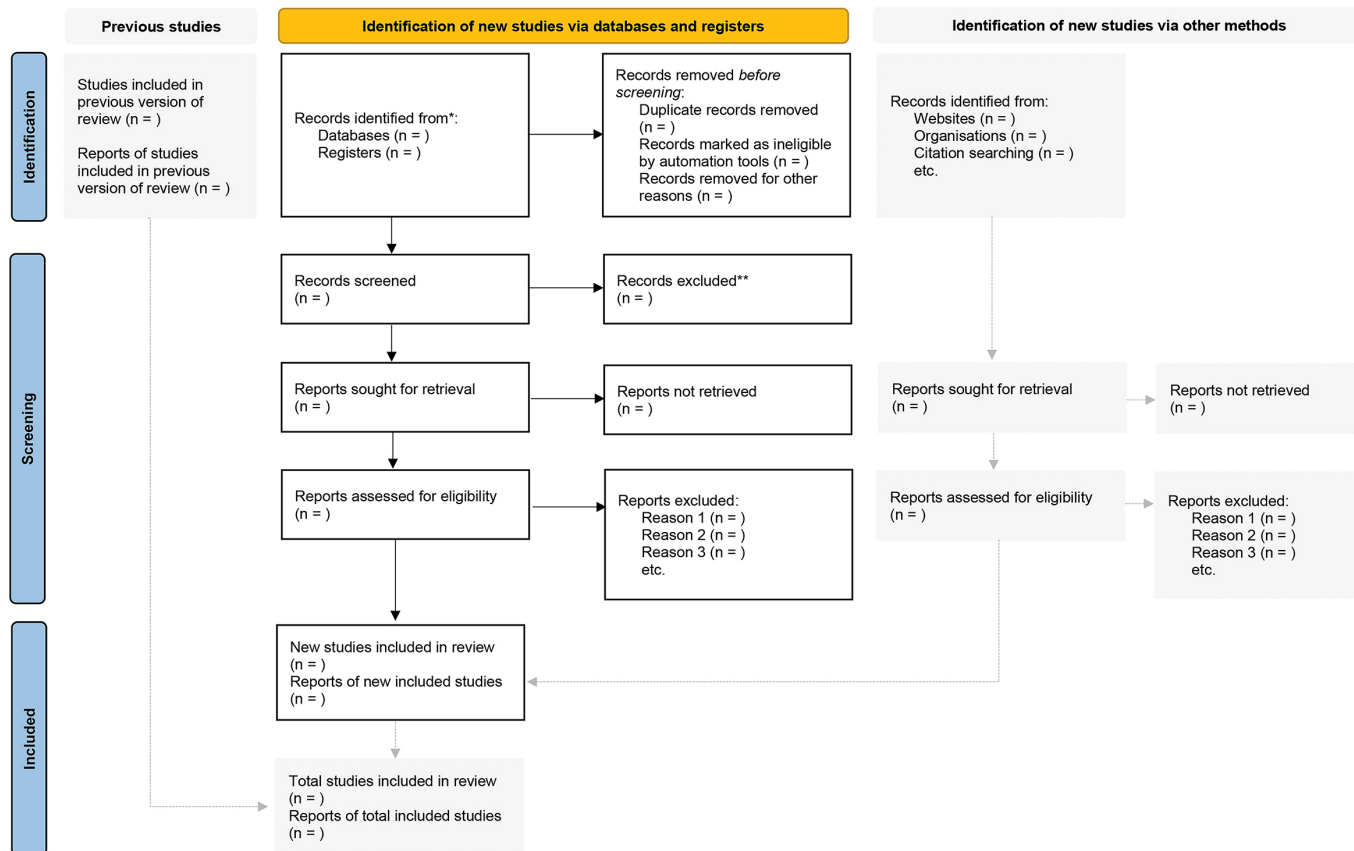 Previous studies
Identification of new studies via databases and registers
Identification of new studies via other methods
Identification
Studies included in
previous version of
review (n = )
Reports of studies
included in previous
version of review (n = )
Records identified from*:
Databases (n = )
Registers (n = )
Records removed before
screening:
Duplicate records removed
(n = )
Records marked as ineligible
by automation tools (n = )
Records removed for other
reasons (n = )
Records identified from:
Websites (n = )
Organisations (n = )
Citation searching (n = )
etc.
Screening
Records screened
(n = )
Records excluded**
(n = )
Reports sought for retrieval
(n = )
Reports not retrieved
(n = )
Reports sought for retrieval
(n = )
Reports not retrieved
(n = )
Reports assessed for eligibility
(n = )
Reports excluded:
Reason 1 (n = )
Reason 2 (n = )
Reason 3 (n = )
etc.
Reports assessed for eligibility
(n = )
Reports excluded:
Reason 1 (n = )
Reason 2 (n = )
Reason 3 (n = )
etc.
Included
New studies included in review
(n = )
Reports of new included studies
(n = )
Total studies included in review
(n = )
Reports of total included studies
(n = )